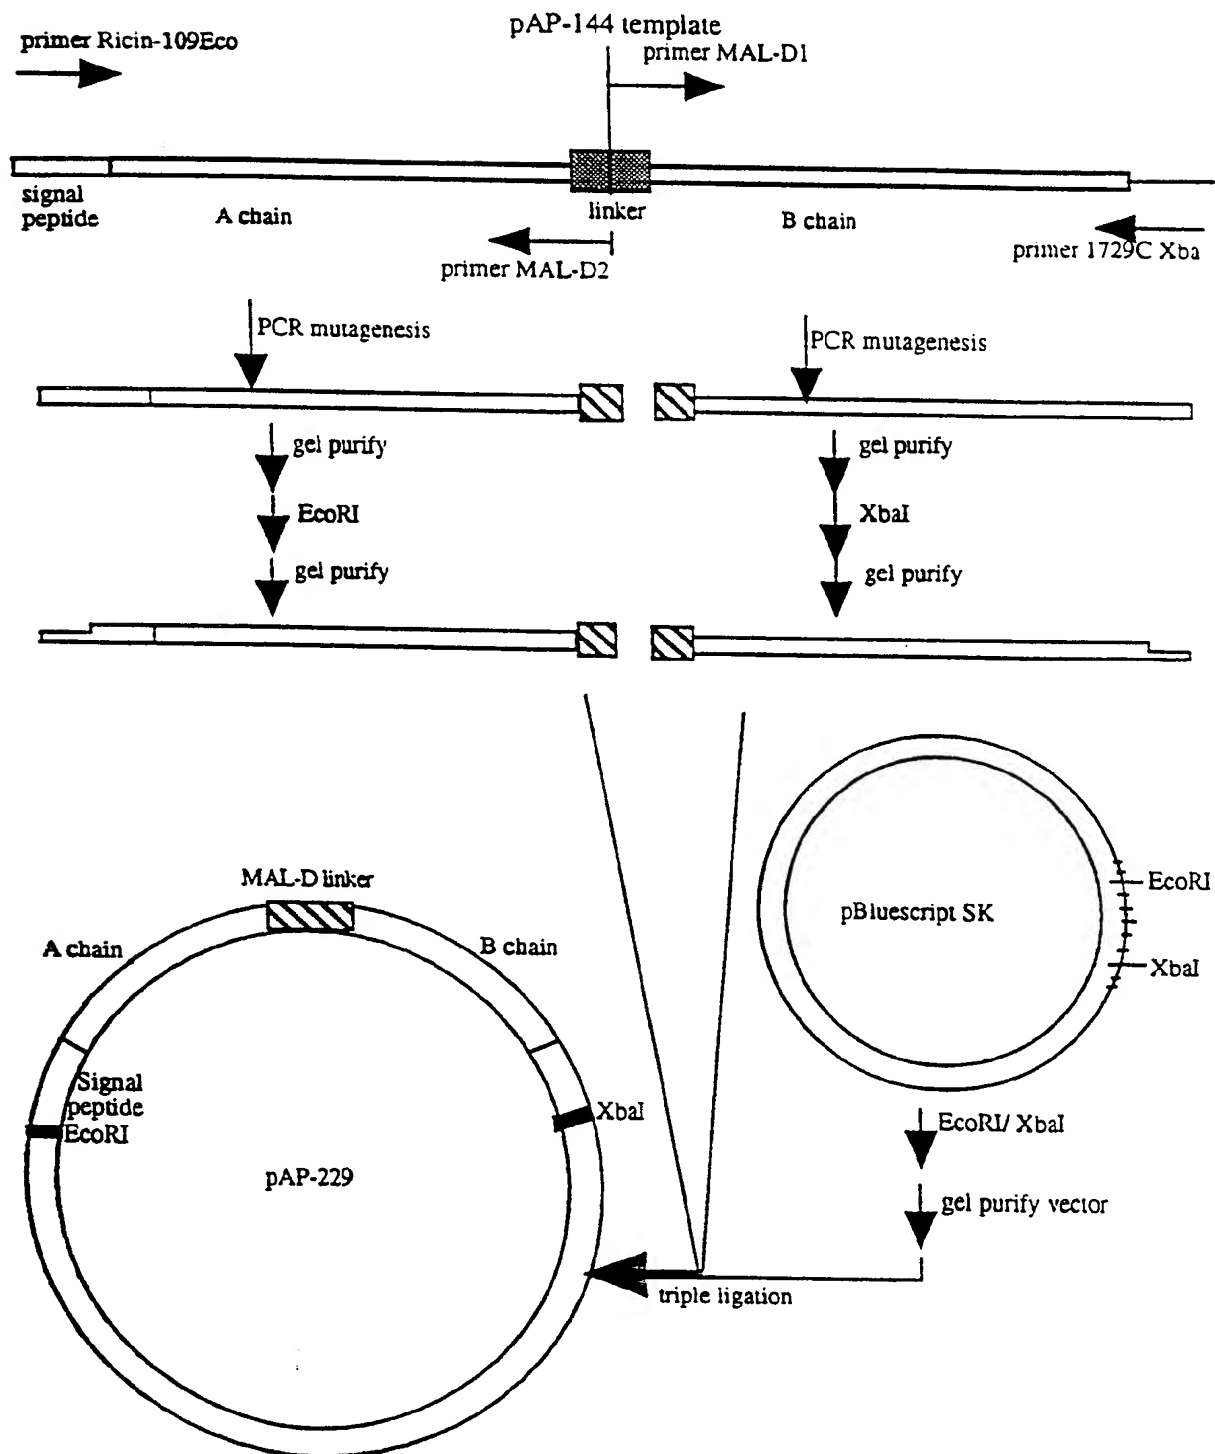 pAP-144 template
primer Ricin-109Eco
primer MAL-D1
signal
peptide
A chain
linker
B chain
primer MAL-D2
primer 1729C Xba
PCR mutagenesis
PCR mutagenesis
gel purify
gel purify
EcoRI
XbaI
gel purify
gel purify
MAL-D linker
A chain
B chain
pBluescript SK
EcoRI
XbaI
Signal
peptide
EcoRI
XbaI
pAP-229
EcoRI/ XbaI
gel purify vector
triple ligation